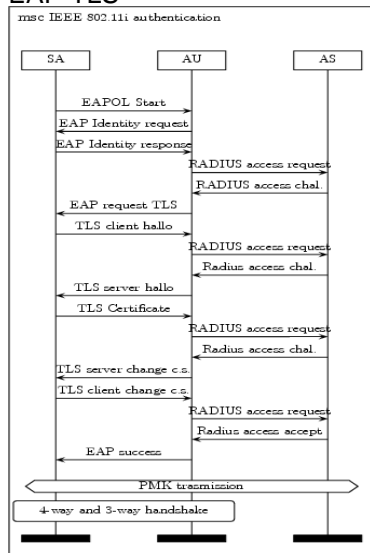 EAP-TLS
msc IEEE 802.11i authentication
SA AU AS
EAPOL Start
EAP Identity request
EAP Identity response
RADIUS access request
RADIUS access chal.
EAP request TLS
TLS client hallo
RADIUS access request
Radius access chal.
TLS server hallo
TLS Certificate
RADIUS access request
Radius access chal.
TLS server change c.s.
TLS client change c.s.
RADIUS access request
Radius access accept
EAP success
PMK trasmission
4-way and 3-way handshake